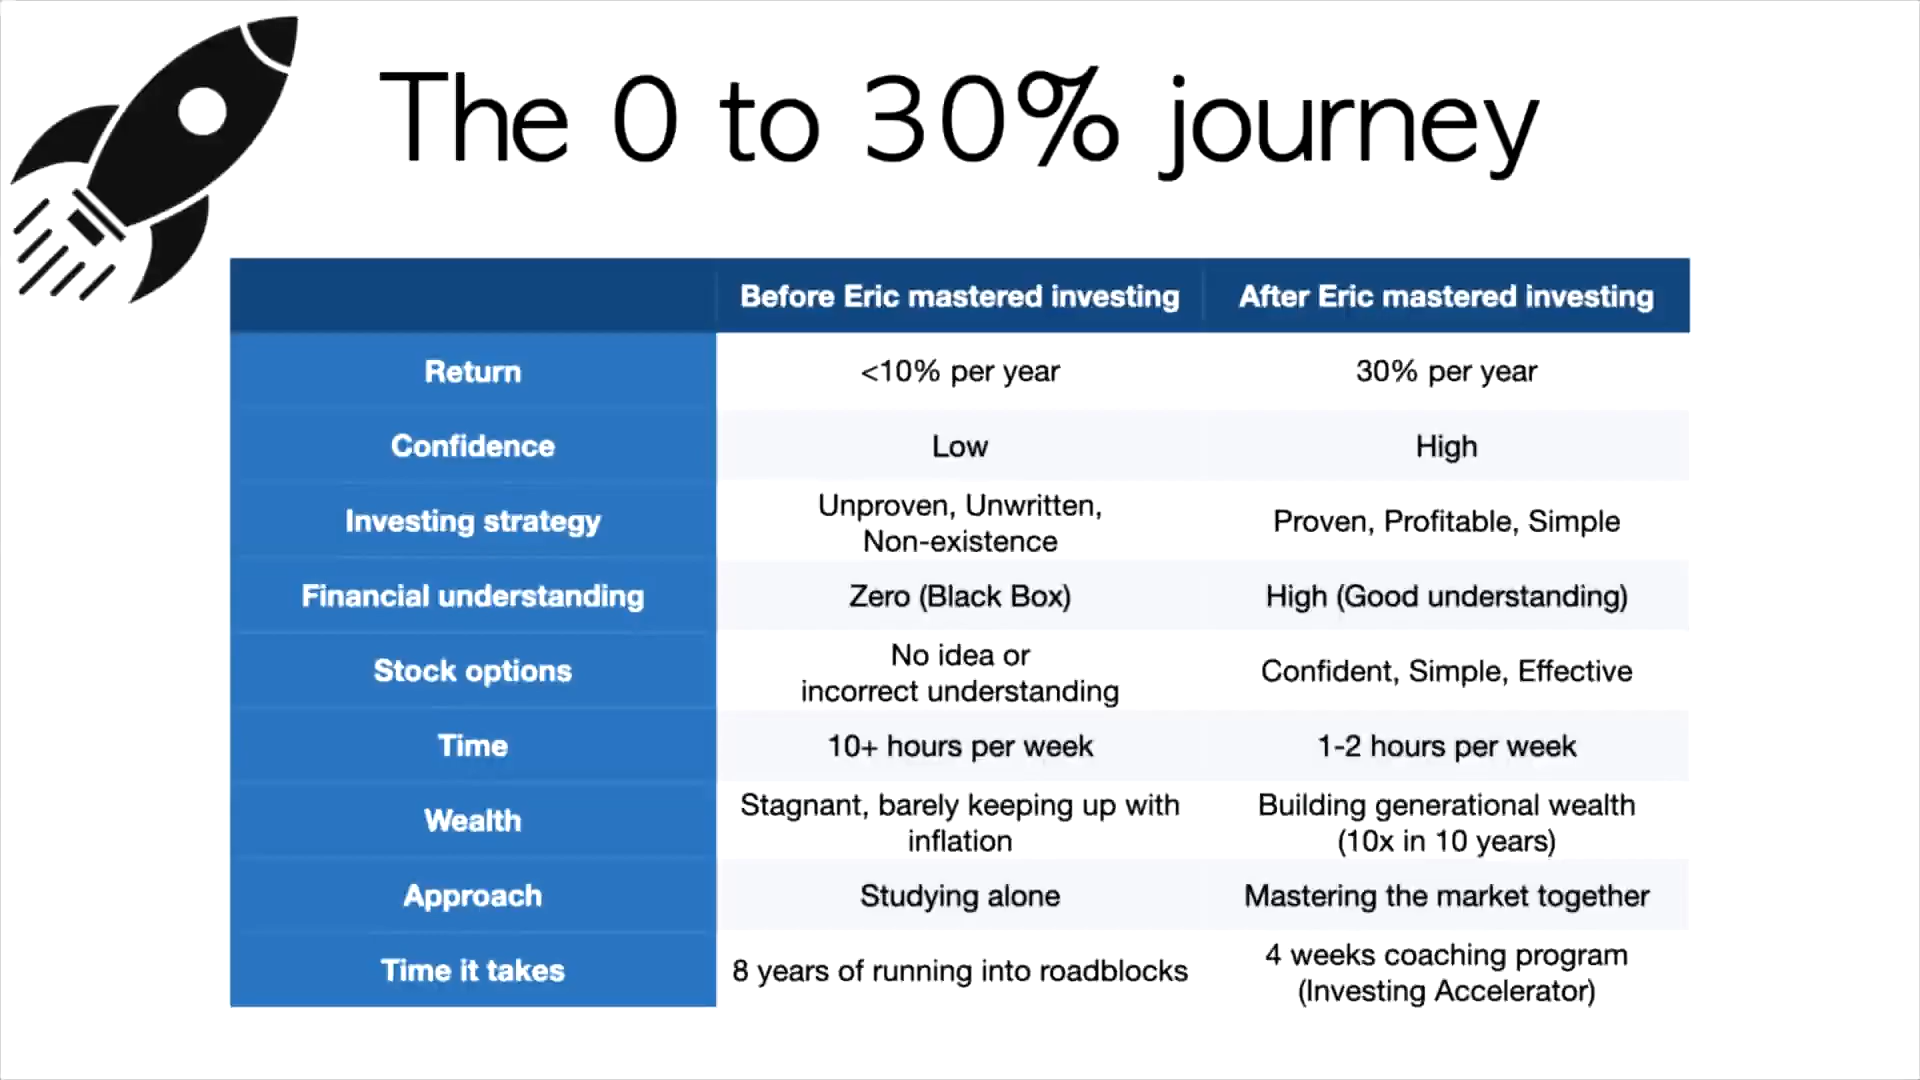 The 0 to 30% journey
Before Eric mastered investing
After Eric mastered investing
Return
<10% per year
30% per year
Confidence
Low
High
Investing strategy
Unproven, Unwritten,
Non-existence
Proven, Profitable, Simple
Financial understanding
Zero (Black Box)
High (Good understanding)
Stock options
No idea or
incorrect understanding
Confident, Simple, Effective
Time
10+ hours per week
1-2 hours per week
Wealth
Stagnant, barely keeping up with
inflation
Building generational wealth
(10x in 10 years)
Approach
Studying alone
Mastering the market together
Time it takes
8 years of running into roadblocks
4 weeks coaching program
(Investing Accelerator)